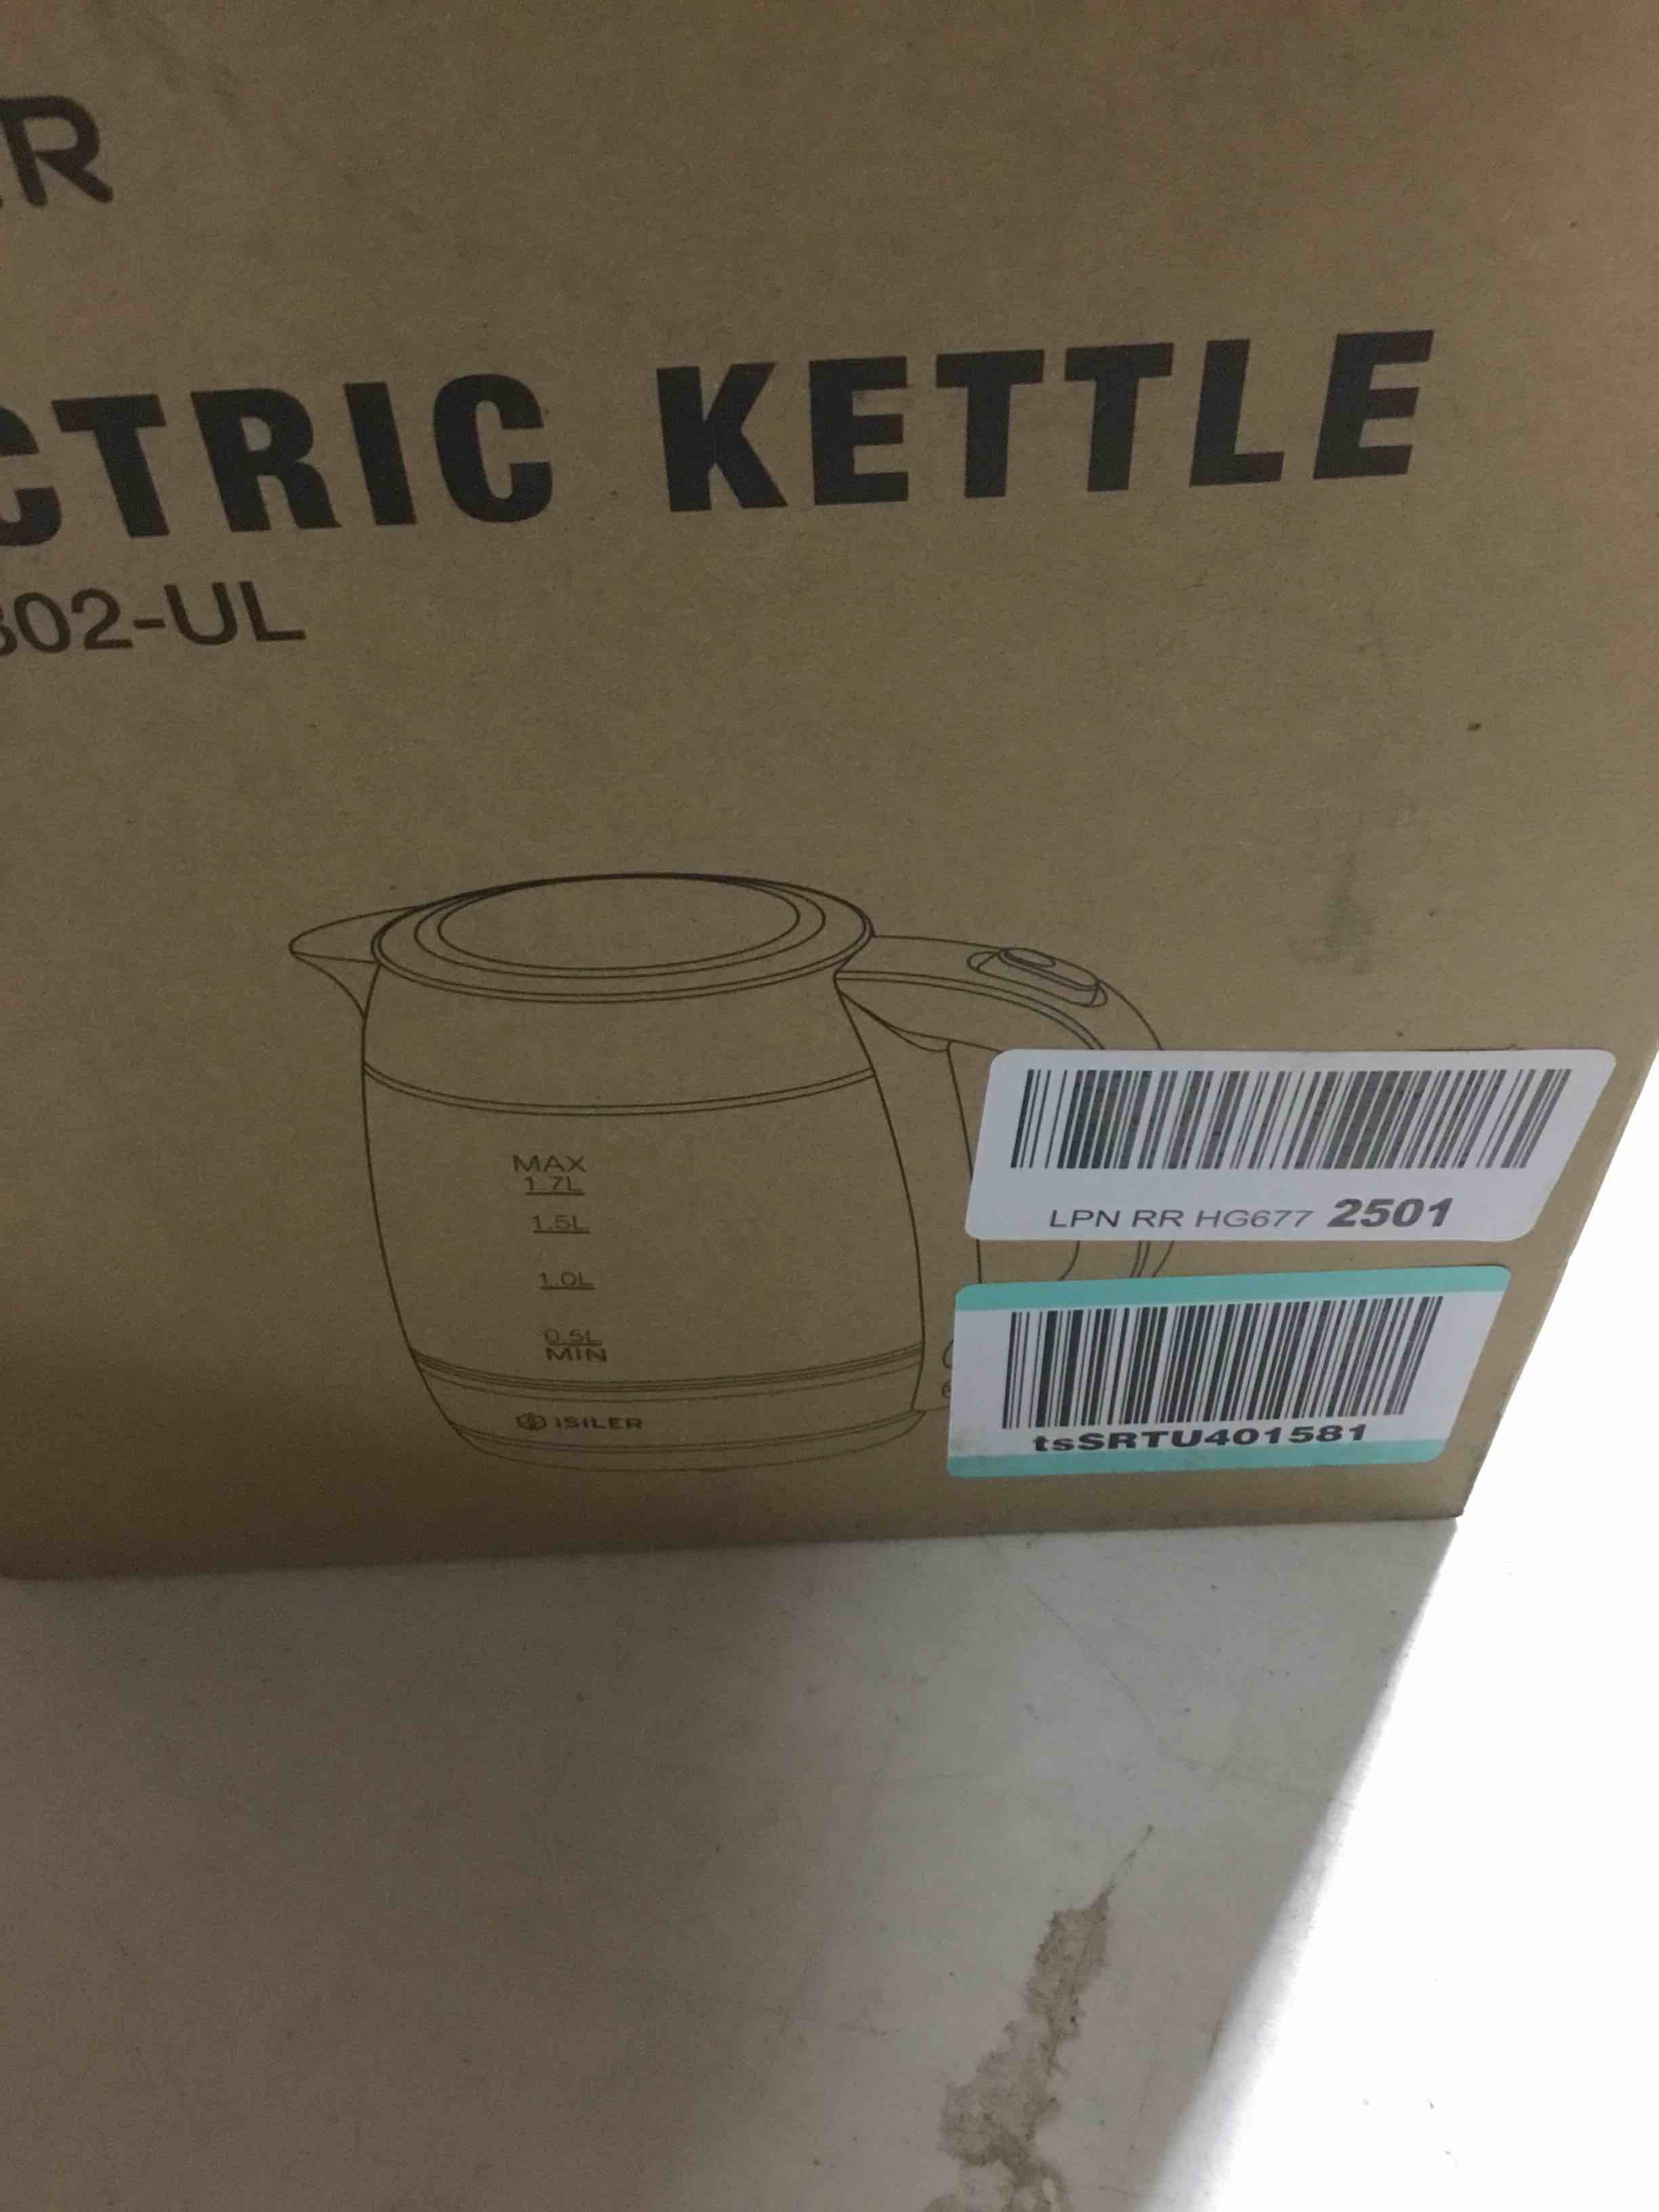 R
CTRIC KETTLE
302-UL
MAX
1.7L
1.5L
1.0L
0.5L
MIN
ISILER
LPN RR HG677 2501
tsSRTU401581